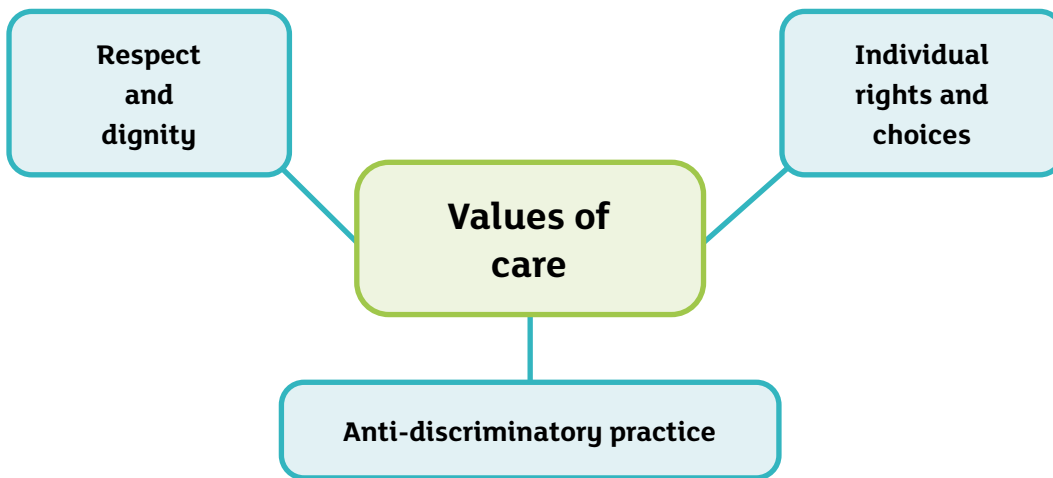 Respect
and
dignity
Individual
rights and
choices
Values of
care
Anti-discriminatory practice